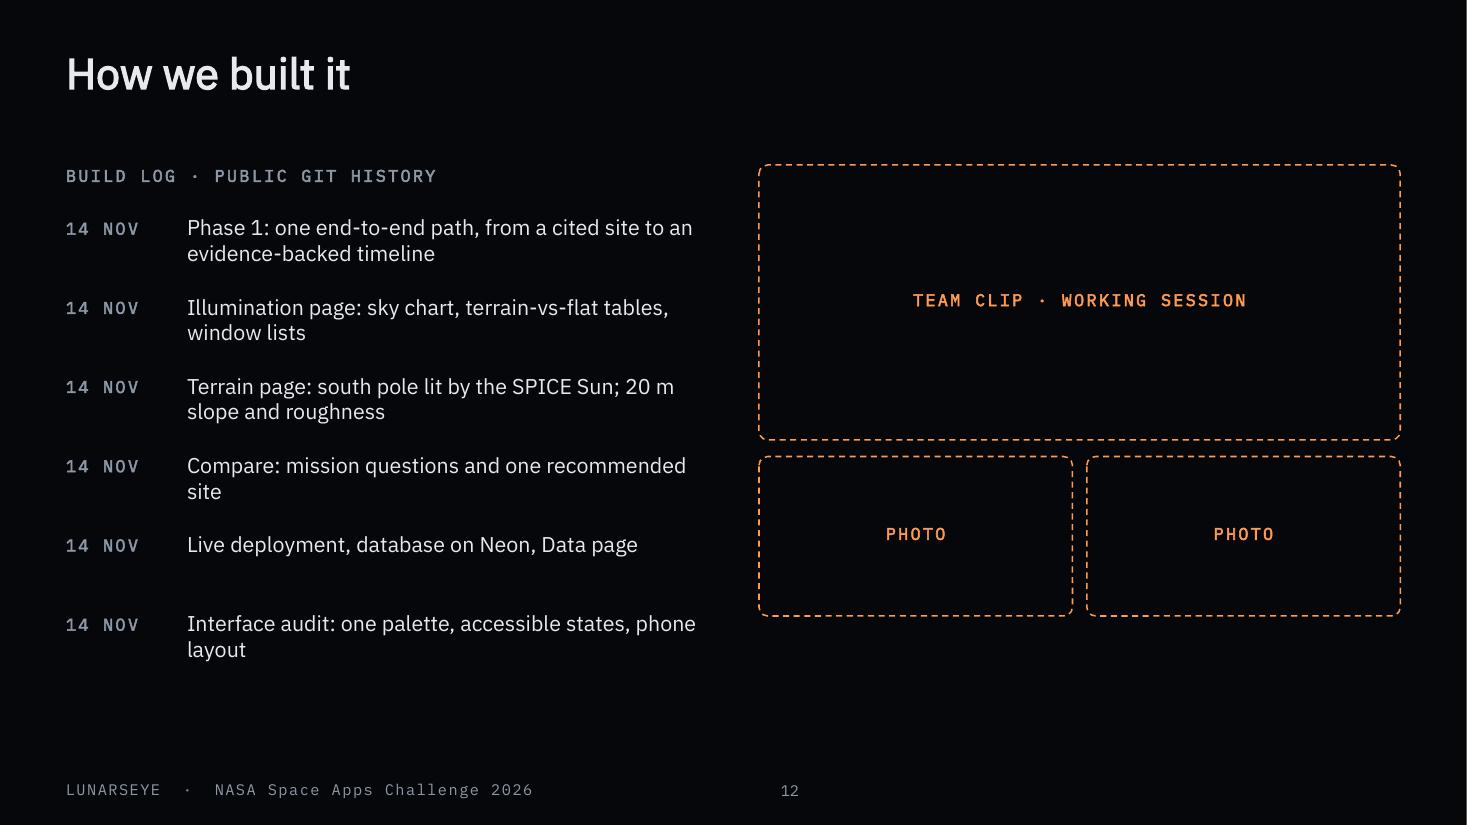 How we built it
BUILD LOG · PUBLIC GIT HISTORY
14 NOV
Phase 1: one end-to-end path, from a cited site to an
evidence-backed timeline
14 NOV
Illumination page: sky chart, terrain-vs-flat tables,
window lists
14 NOV
Terrain page: south pole lit by the SPICE Sun; 20 m
slope and roughness
14 NOV
Compare: mission questions and one recommended
site
14 NOV
Live deployment, database on Neon, Data page
14 NOV
Interface audit: one palette, accessible states, phone
layout
TEAM CLIP · WORKING SESSION
PHOTO
PHOTO
LUNARSEYE · NASA Space Apps Challenge 2026
12